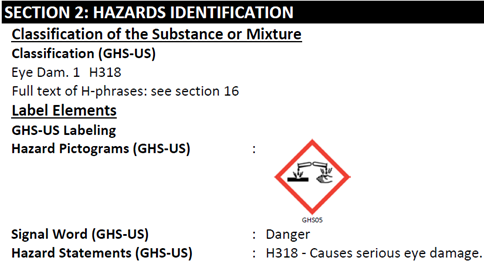 SECTION 2: HAZARDS IDENTIFICATION
Classification of the Substance or Mixture
Classification (GHS-US)
Eye Dam. 1 H318
Full text of H-phrases: see section 16
Label Elements
GHS-US Labeling
Hazard Pictograms (GHS-US) :
GHS05
Signal Word (GHS-US) : Danger
Hazard Statements (GHS-US) : H318 - Causes serious eye damage.